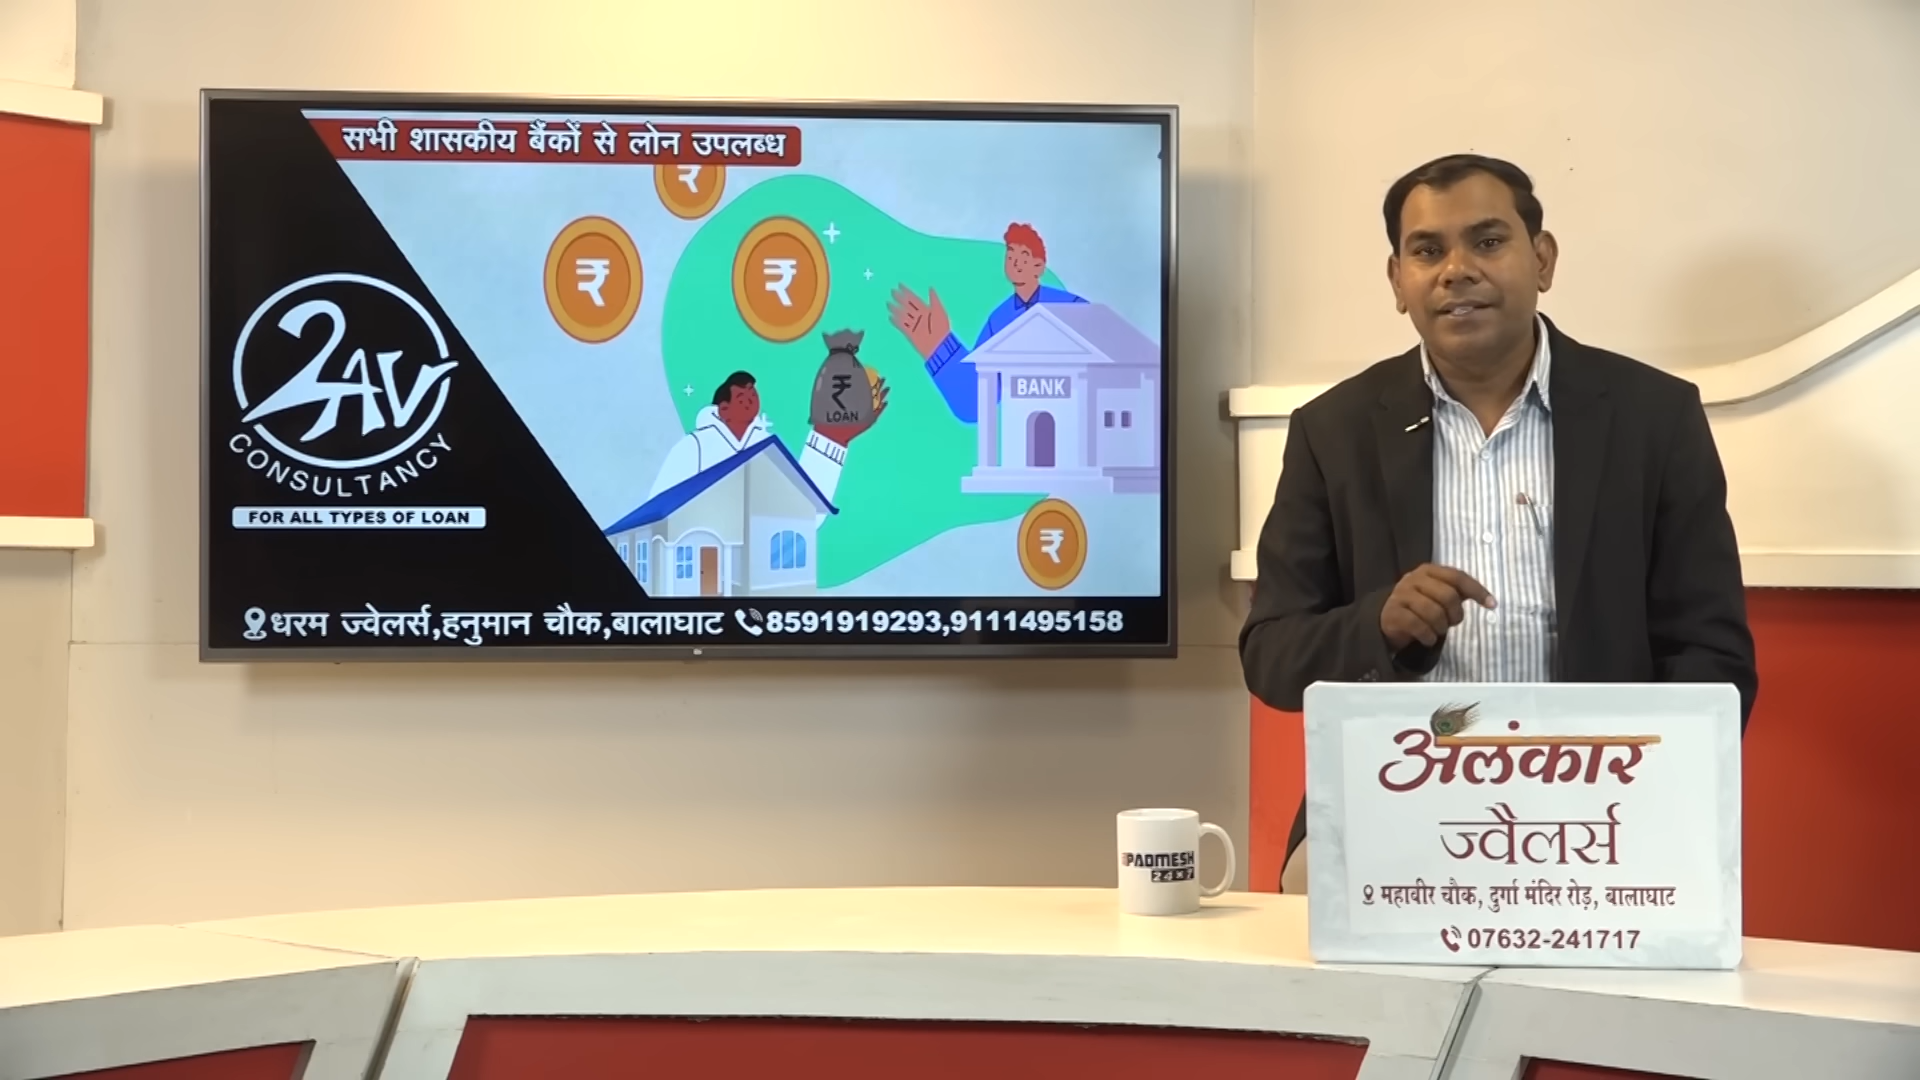 सभी शासकीय बैंकों से लोन उपलब्ध
₹
₹
₹
₹
LOAN
BANK
₹
2AV
CONSULTANCY
FOR ALL TYPES OF LOAN
धरम ज्वेलर्स,हनुमान चौक,बालाघाट 8591919293,9111495158
अलंकार
ज्वैलर्स
महावीर चौक, दुर्गा मंदिर रोड़, बालाघाट
07632-241717
PADMESH
24x7